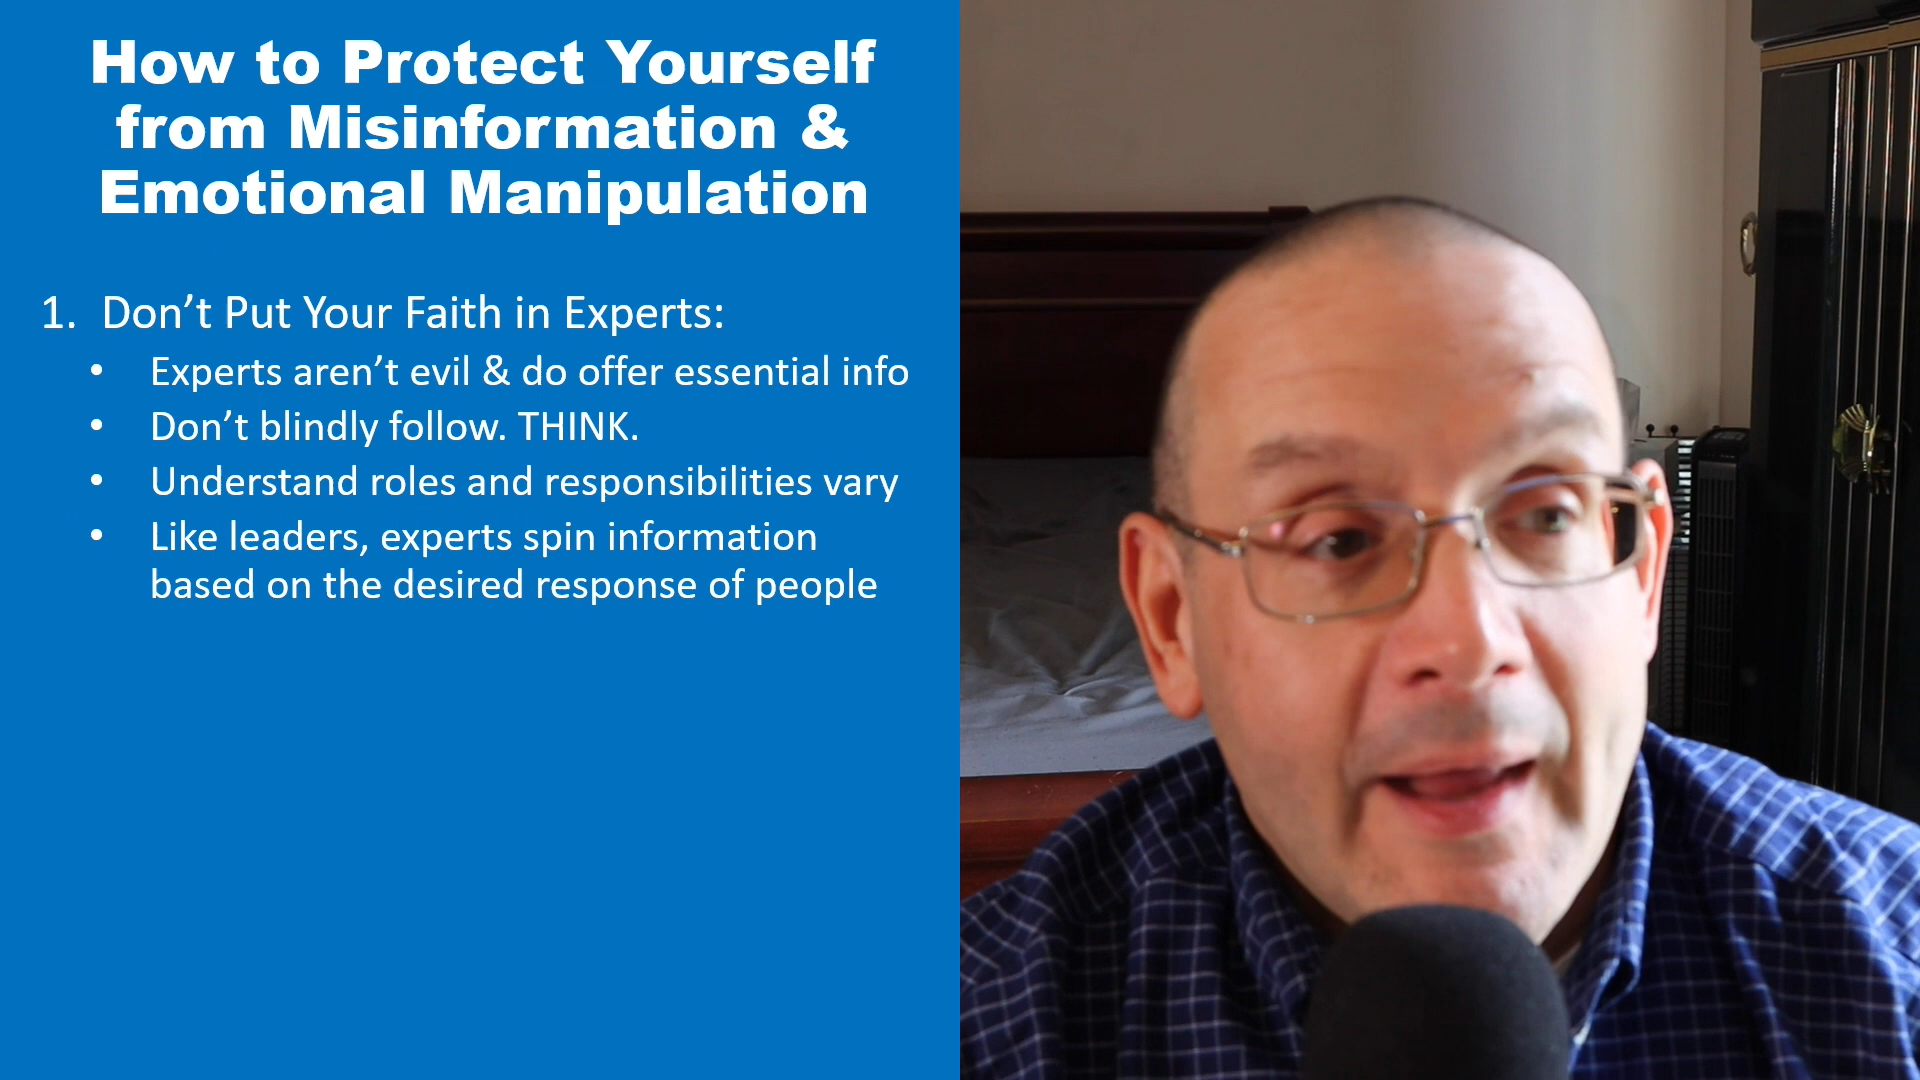 How to Protect Yourself
from Misinformation &
Emotional Manipulation
1. Don’t Put Your Faith in Experts:
• Experts aren’t evil & do offer essential info
• Don’t blindly follow. THINK.
• Understand roles and responsibilities vary
• Like leaders, experts spin information
based on the desired response of people